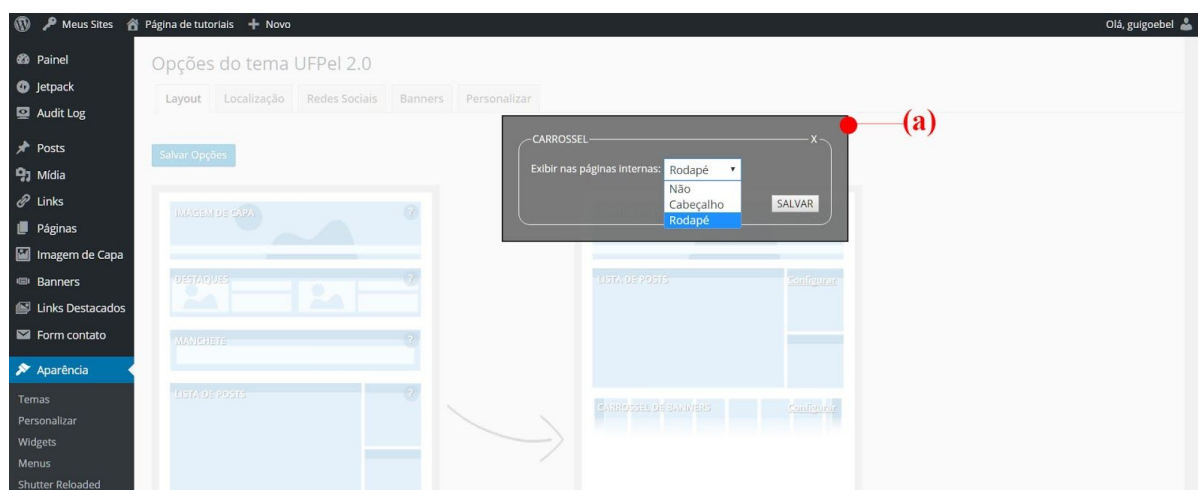 Meus Sites Página de tutoriais + Novo Olá, guigoebel
Painel
Jetpack
Audit Log
Posts
Mídia
Links
Páginas
Imagem de Capa
Banners
Links Destacados
Form contato
Aparência
Temas
Personalizar
Widgets
Menus
Shutter Reloaded
Opções do tema UFPel 2.0
Layout Localização Redes Sociais Banners Personalizar
Salvar Opções
IMAGEM DE CAPA ?
DESTAQUES ?
MANCHETE ?
LISTA DE POSTS ?
CARROSSEL X
Exibir nas páginas internas: Rodapé
Não
Cabeçalho
Rodapé
SALVAR
(a)
LISTA DE POSTS Configurar
CARROSSEL DE BANNERS Configurar